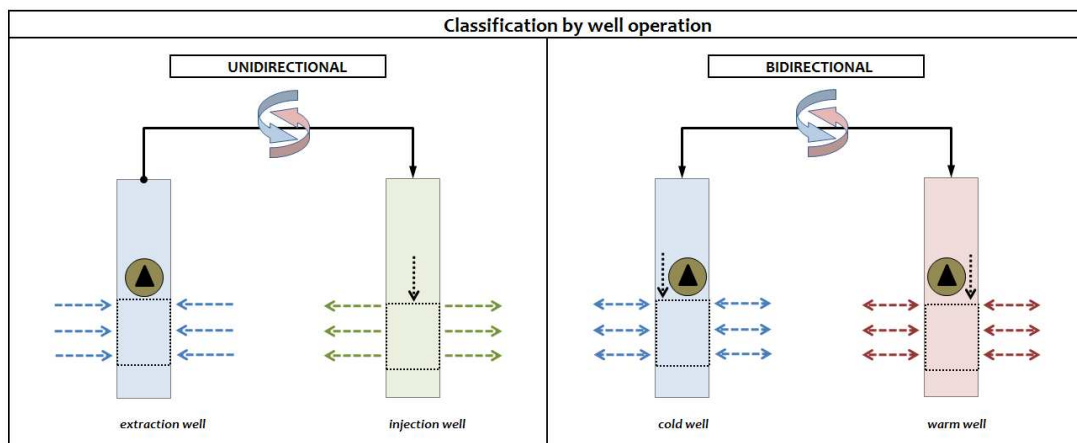 Classification by well operation
UNIDIRECTIONAL
BIDIRECTIONAL
extraction well
injection well
cold well
warm well